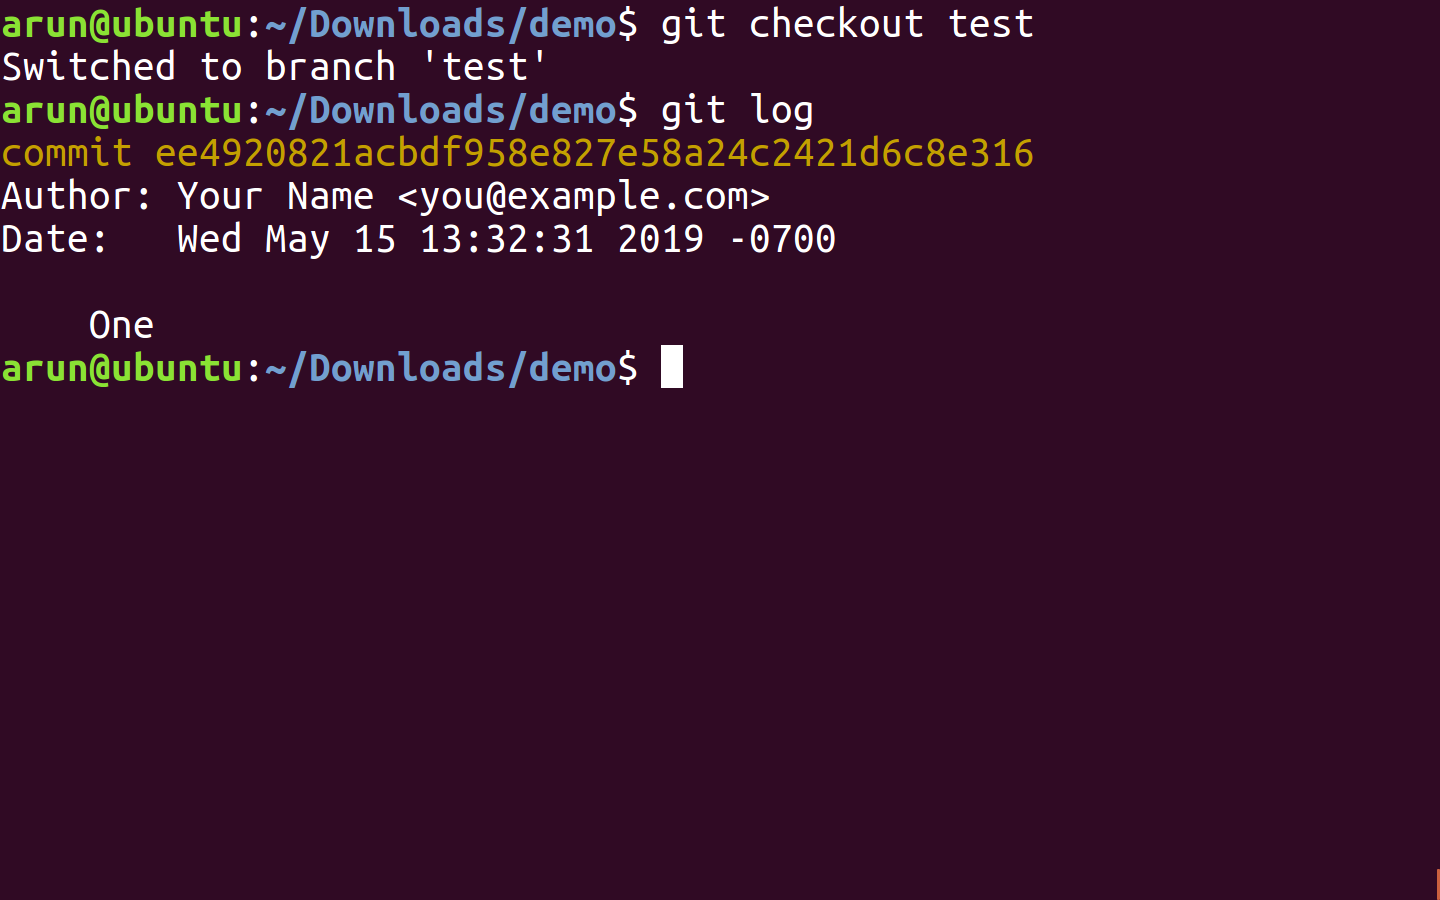 arun@ubuntu:~/Downloads/demo$ git checkout test
Switched to branch 'test'
arun@ubuntu:~/Downloads/demo$ git log
commit ee4920821acbdf958e827e58a24c2421d6c8e316
Author: Your Name <you@example.com>
Date:   Wed May 15 13:32:31 2019 -0700
    One
arun@ubuntu:~/Downloads/demo$